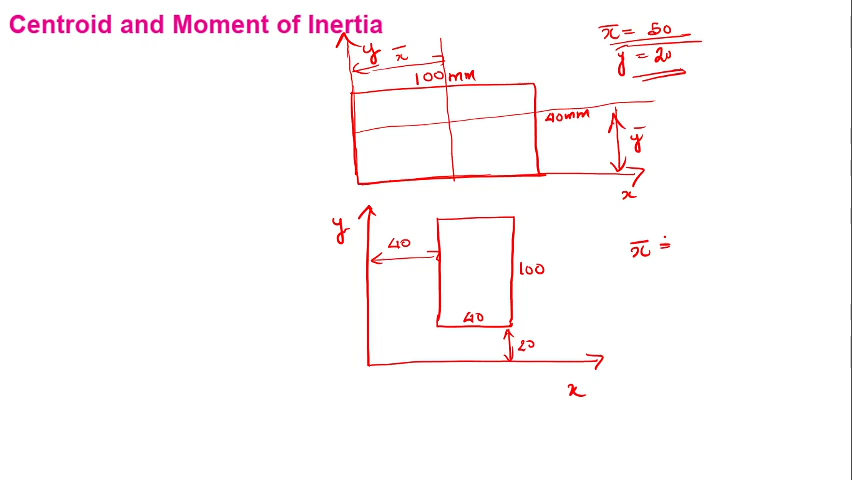 Centroid and Moment of Inertia
x̄ = 50
ȳ = 20
y
x̄
100 mm
40mm
ȳ
x
y
40
x̄ =
100
40
20
x